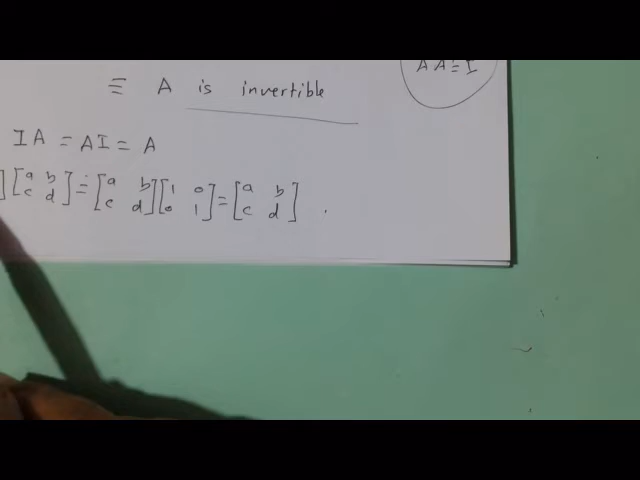 A A⁻ = I
≡ A is invertible
IA = AI = A
] [a b c d] = [a b c d] [1 0 0 1] = [a b c d] .